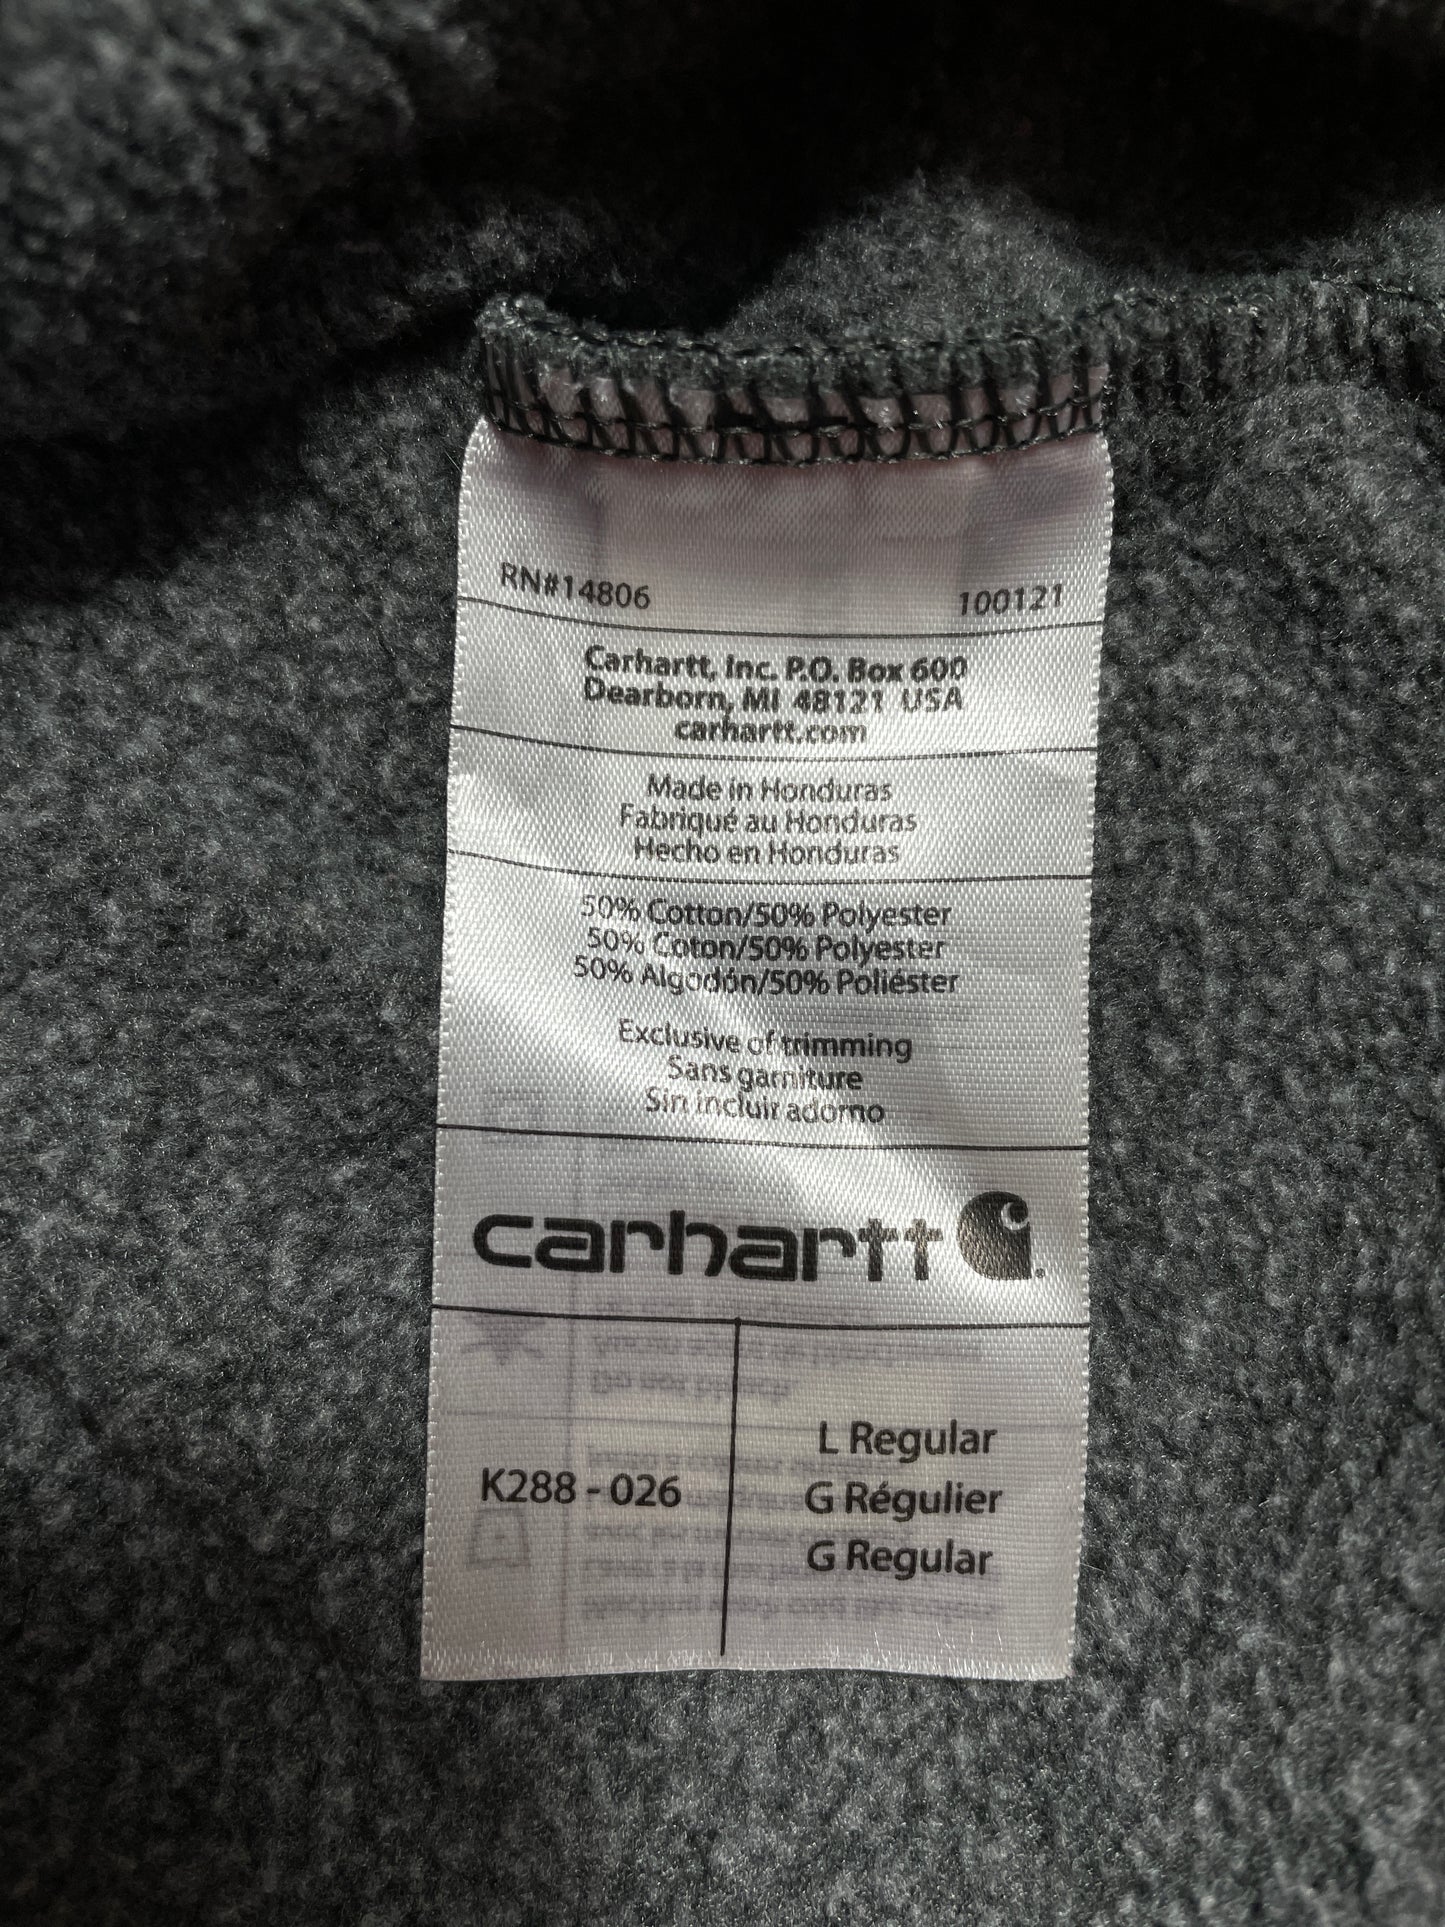 RN#14806 100121
Carhartt, Inc. P.O. Box 600
Dearborn, MI 48121 USA
carhartt.com
Made in Honduras
Fabriqué au Honduras
Hecho en Honduras
50% Cotton/50% Polyester
50% Coton/50% Polyester
50% Algodón/50% Poliéster
Exclusive of trimming
Sans garniture
Sin incluir adorno
carhartt
K288 - 026
L Regular
G Régulier
G Regular